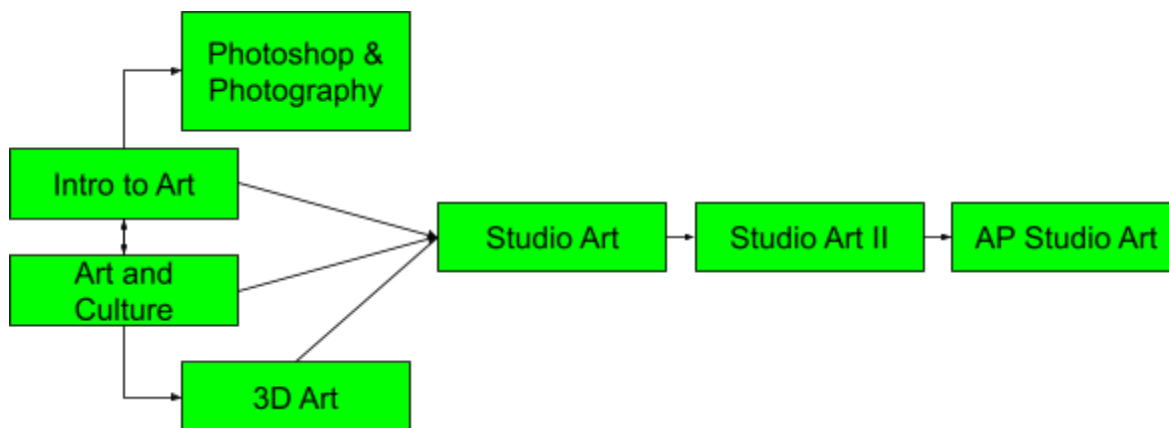 Photoshop &
Photography
Intro to Art
Art and
Culture
3D Art
Studio Art
Studio Art II
AP Studio Art